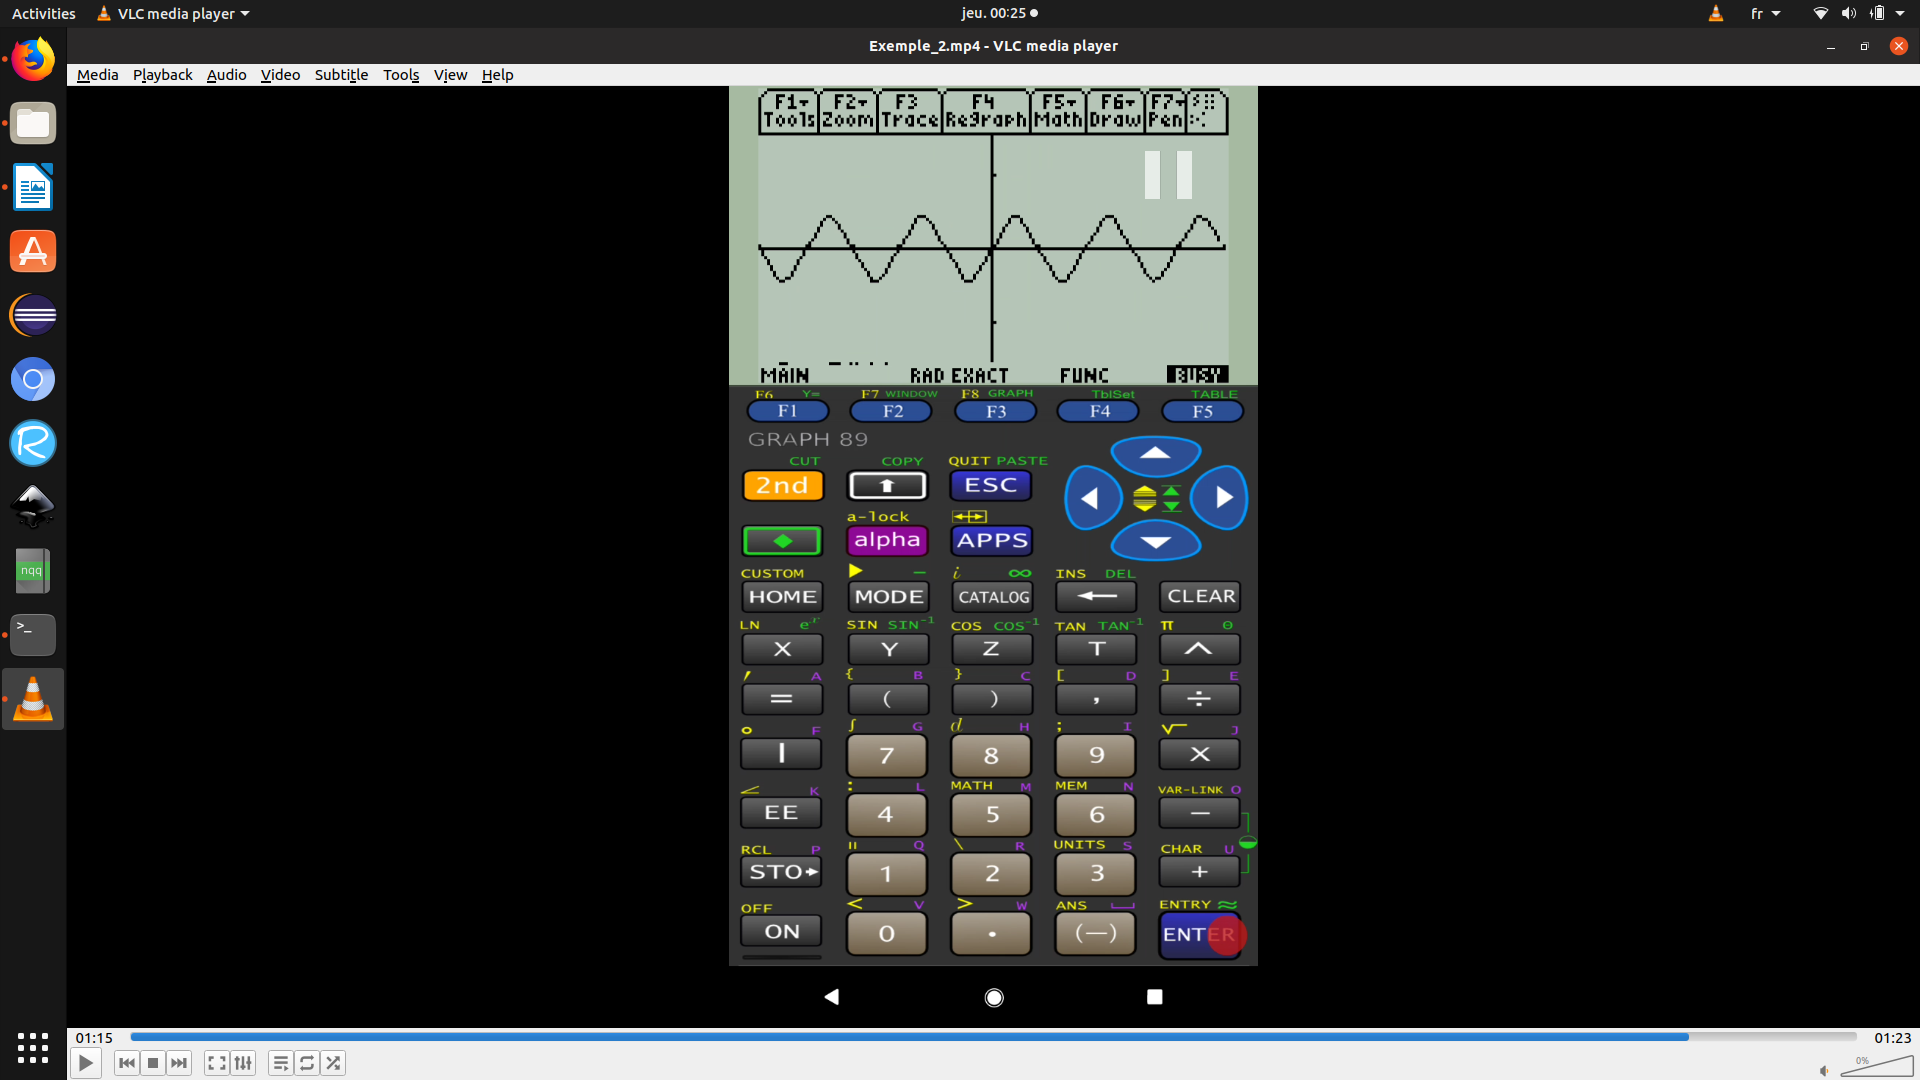 Activities VLC media player jeu. 00:25 fr
Exemple_2.mp4 - VLC media player
Media Playback Audio Video Subtitle Tools View Help
F1 F2 F3 F4 F5 F6 F7
Tools Zoom Trace ReGraph Math Draw Pen
MAIN RAD EXACT FUNC BUSY
F6 Y= F7 WINDOW F8 GRAPH TblSet TABLE
F1 F2 F3 F4 F5
GRAPH 89
CUT COPY QUIT PASTE
2nd ESC
a-lock
alpha APPS
CUSTOM i ∞ INS DEL
HOME MODE CATALOG CLEAR
LN eˣ SIN SIN⁻¹ COS COS⁻¹ TAN TAN⁻¹ π θ
X Y Z T ^
′ A { B } C [ D ] E
= ( ) , ÷
° F ∫ G d H ; I √ J
| 7 8 9 ×
∠ K : L MATH M MEM N VAR-LINK O
EE 4 5 6 −
RCL P " Q \ R UNITS S CHAR U
STO▸ 1 2 3 +
OFF < V > W ANS ENTRY ≈
ON 0 . (—) ENTER
nqq
>_
01:15 01:23
0%